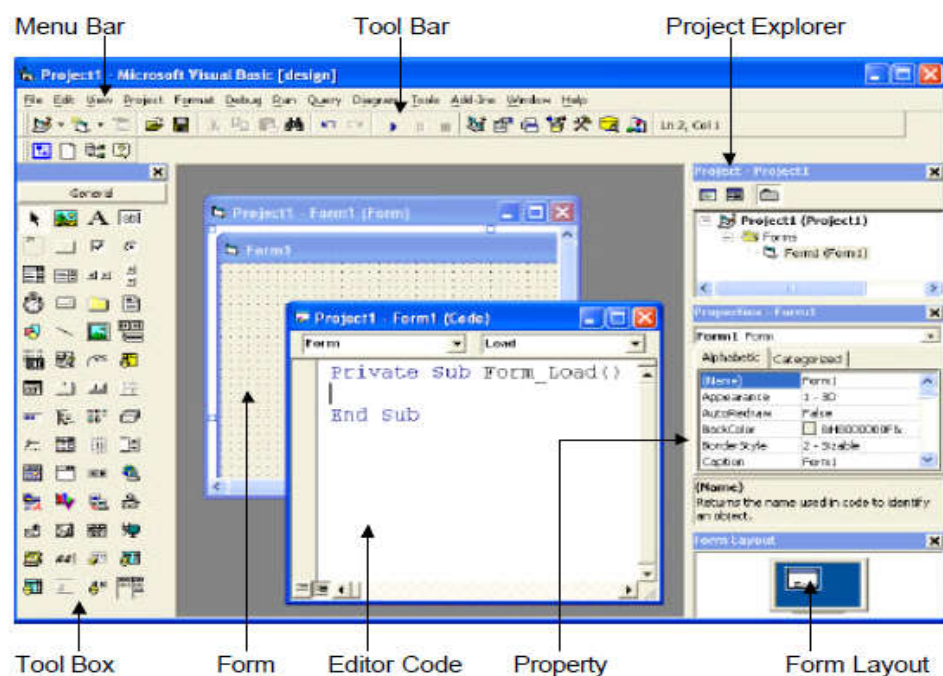 Menu Bar
Tool Bar
Project Explorer
Project1 - Microsoft Visual Basic [design]
File Edit View Project Format Debug Run Query Diagram Tools Add-Ins Window Help
Ln 2, Col 1
General
Project1 - Form1 (Form)
Form1
Project1 - Form1 (Code)
Form
Load
Private Sub Form_Load()
End Sub
Project - Project1
Project1 (Project1)
Forms
Form1 (Form1)
Properties - Form1
Form1 Form
Alphabetic Categorized
(Name) Form1
Appearance 1 - 3D
AutoRedraw False
BackColor
BorderStyle 2 - Sizable
Caption Form1
(Name)
Returns the name used in code to identify
an object.
Form Layout
Tool Box
Form
Editor Code
Property
Form Layout